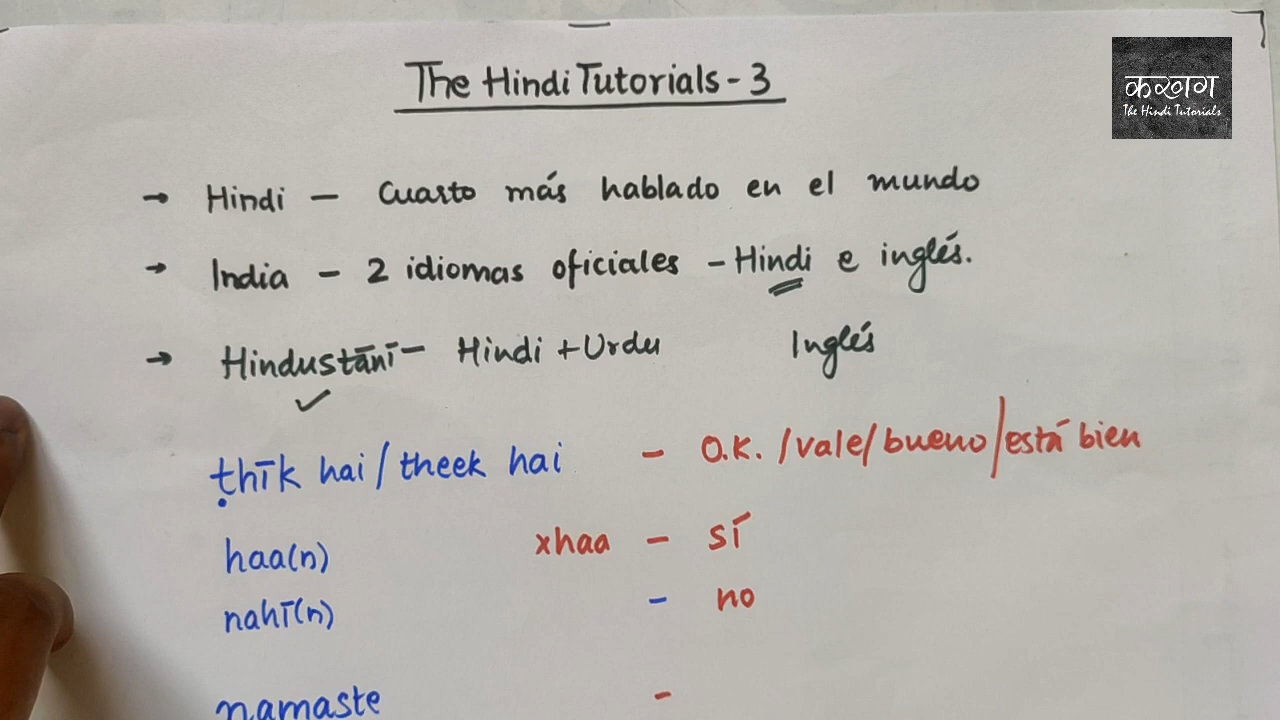 The Hindi Tutorials - 3
करवग
The Hindi Tutorials
→ Hindi – Cuarto más hablado en el mundo
→ India – 2 idiomas oficiales – Hindi e inglés.
→ Hindustānī – Hindi + Urdu Inglés
ṭhīk hai / theek hai – O.K. / vale / bueno / está bien
haa(n) xhaa – sí
nahī(n) – no
namaste –